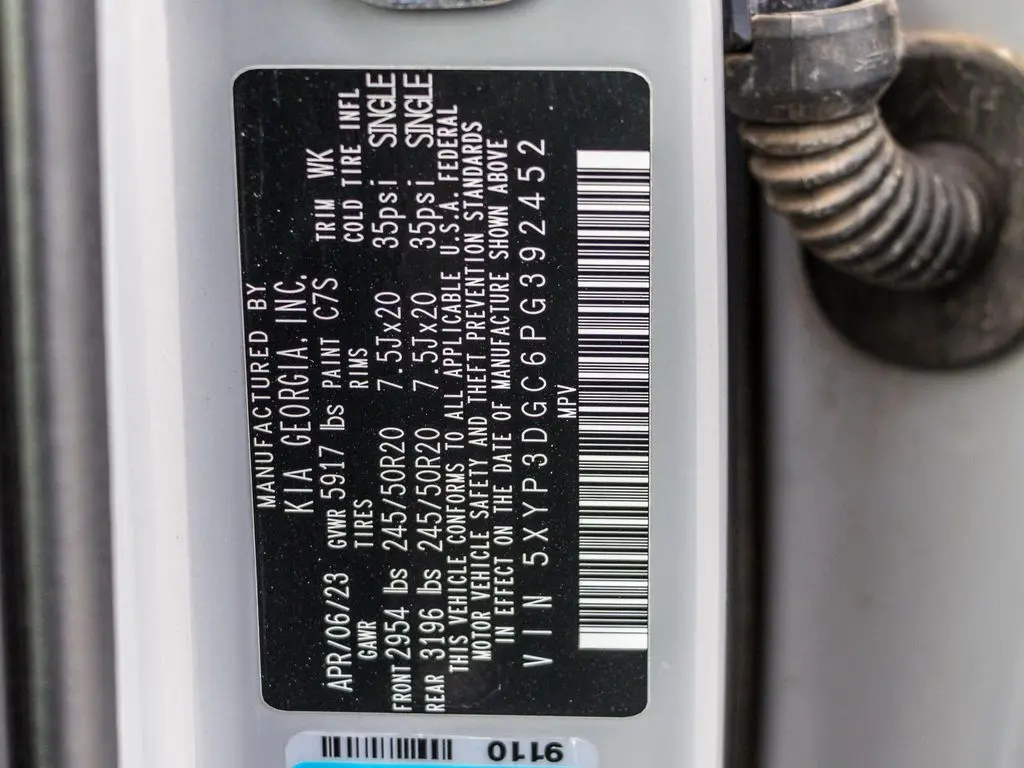 MANUFACTURED BY
KIA GEORGIA, INC.
APR/06/23 GVWR 5917 lbs PAINT C7S TRIM WK
GAWR TIRES RIMS COLD TIRE INFL
FRONT 2954 lbs 245/50R20 7.5Jx20 35psi SINGLE
REAR 3196 lbs 245/50R20 7.5Jx20 35psi SINGLE
THIS VEHICLE CONFORMS TO ALL APPLICABLE U.S.A. FEDERAL
MOTOR VEHICLE SAFETY AND THEFT PREVENTION STANDARDS
IN EFFECT ON THE DATE OF MANUFACTURE SHOWN ABOVE
VIN 5XYP3DGC6PG392452
MPV
9110